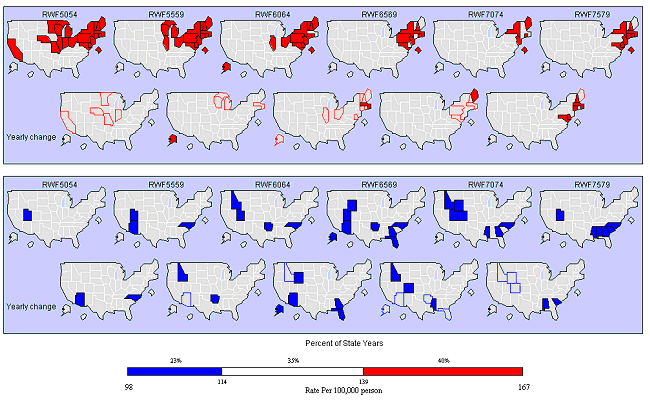 RWF5054 RWF5559 RWF6064 RWF6569 RWF7074 RWF7579
Yearly change
RWF5054 RWF5559 RWF6064 RWF6569 RWF7074 RWF7579
Yearly change
Percent of State Years
23% 35% 40%
98 114 139 167
Rate Per 100,000 person